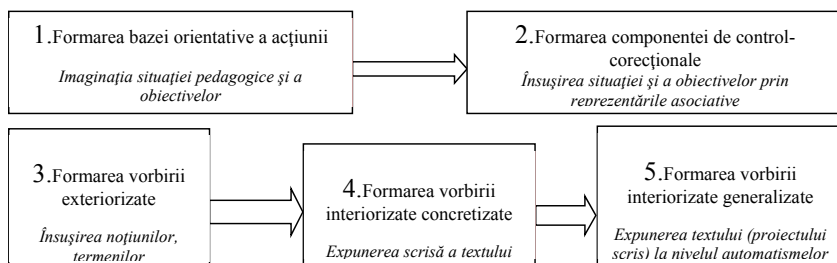 1.Formarea bazei orientative a acţiunii
Imaginaţia situaţiei pedagogice şi a
obiectivelor
2.Formarea componentei de control-
corecţionale
Însuşirea situaţiei şi a obiectivelor prin
reprezentările asociative
3.Formarea vorbirii
exteriorizate
Însuşirea noţiunilor,
termenilor
4.Formarea vorbirii
interiorizate concretizate
Expunerea scrisă a textului
5.Formarea vorbirii
interiorizate generalizate
Expunerea textului (proiectului
scris) la nivelul automatismelor